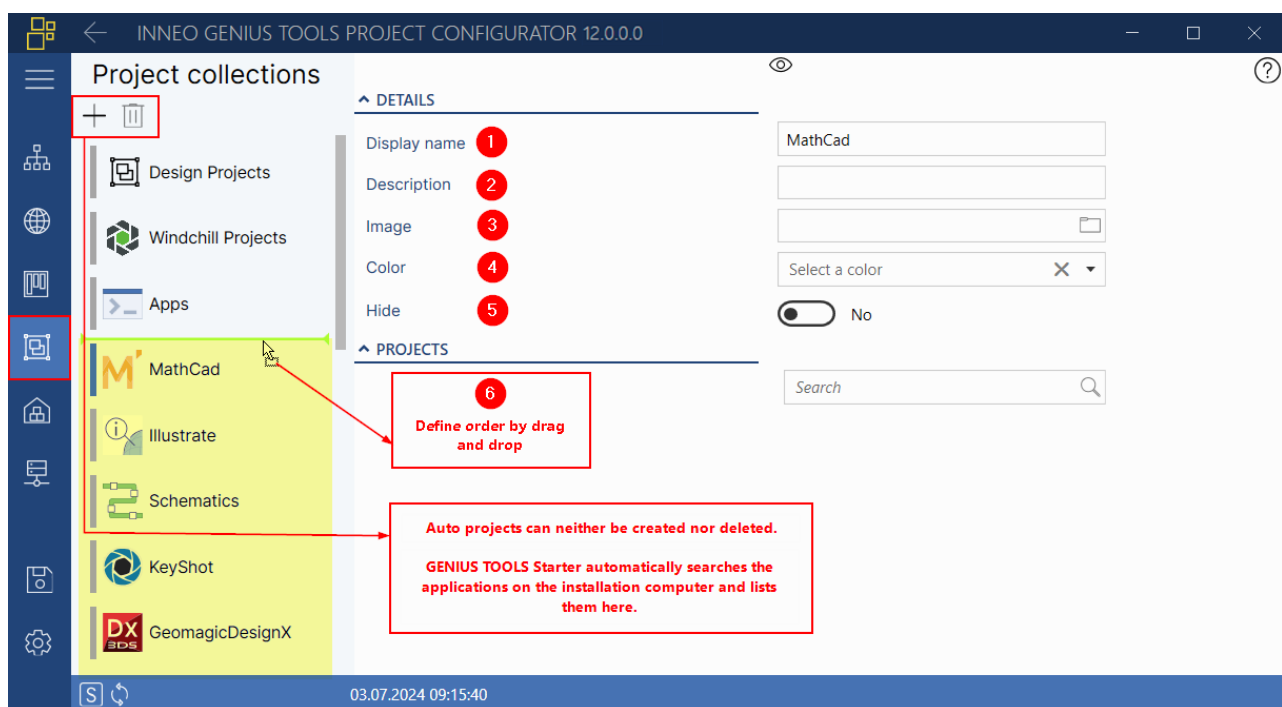 INNEO GENIUS TOOLS PROJECT CONFIGURATOR 12.0.0.0
Project collections
?
DETAILS
Display name 1 MathCad
Description 2
Image 3
Color 4 Select a color
Hide 5 No
PROJECTS
Search
6
Define order by drag
and drop
Design Projects
Windchill Projects
Apps
MathCad
Illustrate
Schematics
KeyShot
DX
3DS
GeomagicDesignX
Auto projects can neither be created nor deleted.
GENIUS TOOLS Starter automatically searches the
applications on the installation computer and lists
them here.
S
03.07.2024 09:15:40